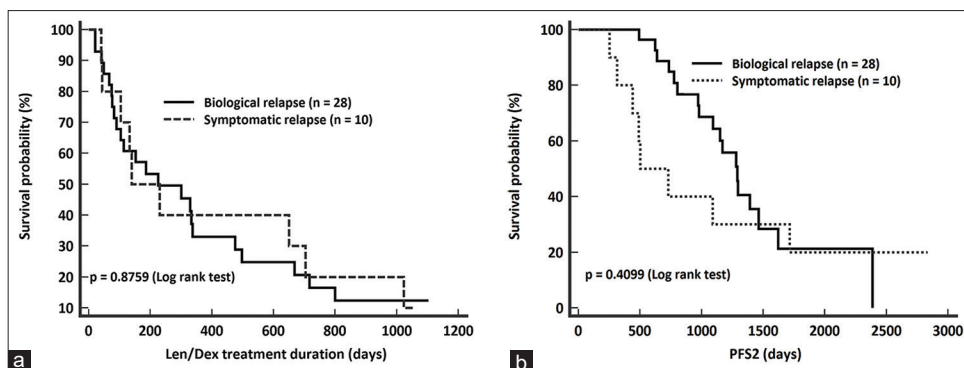 100
90
80
70
60
50
40
30
20
10
Survival probability (%)
Biological relapse (n = 28)
Symptomatic relapse (n = 10)
p = 0.8759 (Log rank test)
0 200 400 600 800 1000 1200
Len/Dex treatment duration (days)
a
100
80
60
40
20
0
Survival probability (%)
Biological relapse (n = 28)
Symptomatic relapse (n = 10)
p = 0.4099 (Log rank test)
0 500 1000 1500 2000 2500 3000
PFS2 (days)
b